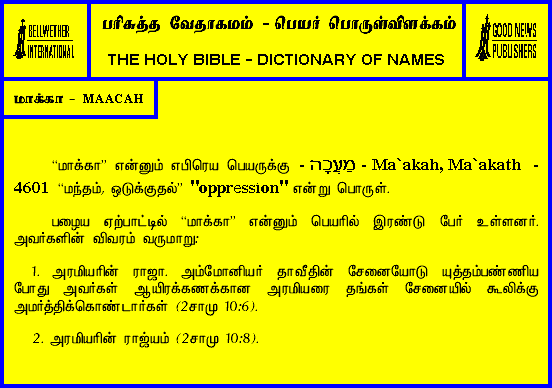 BELLWETHER
INTERNATIONAL
பரிசுத்த வேதாகமம் - பெயர் பொருள்விளக்கம்
THE HOLY BIBLE - DICTIONARY OF NAMES
GOOD NEWS
PUBLISHERS
மாக்கா - MAACAH
“மாக்கா” என்னும் எபிரெய பெயருக்கு - מַעֲכָה - Ma`akah, Ma`akath -
4601 “மந்தம், ஒடுக்குதல்” "oppression" என்று பொருள்.
பழைய ஏற்பாட்டில் “மாக்கா” என்னும் பெயரில் இரண்டு பேர் உள்ளனர்.
அவர்களின் விவரம் வருமாறு:
1. அரமியரின் ராஜா. அம்மோனியர் தாவீதின் சேனையோடு யுத்தம்பண்ணிய
போது அவர்கள் ஆயிரக்கணக்கான அரமியரை தங்கள் சேனையில் கூலிக்கு
அமர்த்திக்கொண்டார்கள் (2சாமு 10:6).
2. அரமியரின் ராஜ்யம் (2சாமு 10:8).